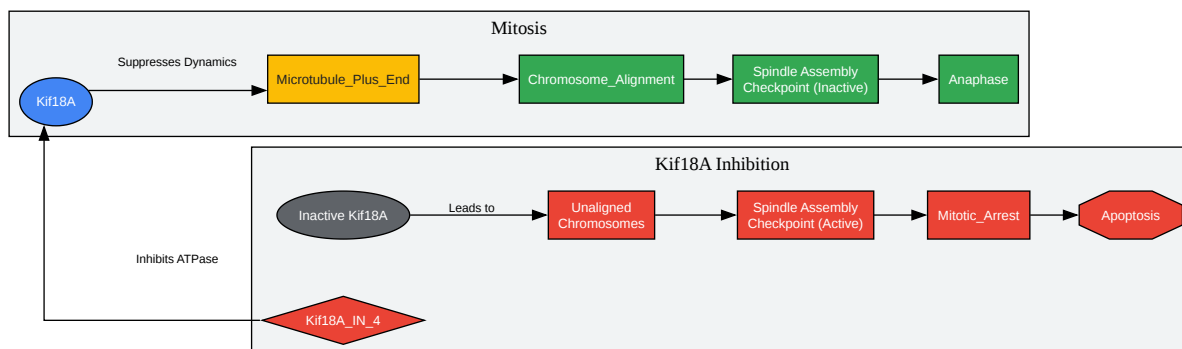 Mitosis
Suppresses Dynamics
Kif18A
Microtubule_Plus_End
Chromosome_Alignment
Spindle Assembly
Checkpoint (Inactive)
Anaphase
Kif18A Inhibition
Inactive Kif18A
Leads to
Unaligned
Chromosomes
Spindle Assembly
Checkpoint (Active)
Mitotic_Arrest
Apoptosis
Inhibits ATPase
Kif18A_IN_4